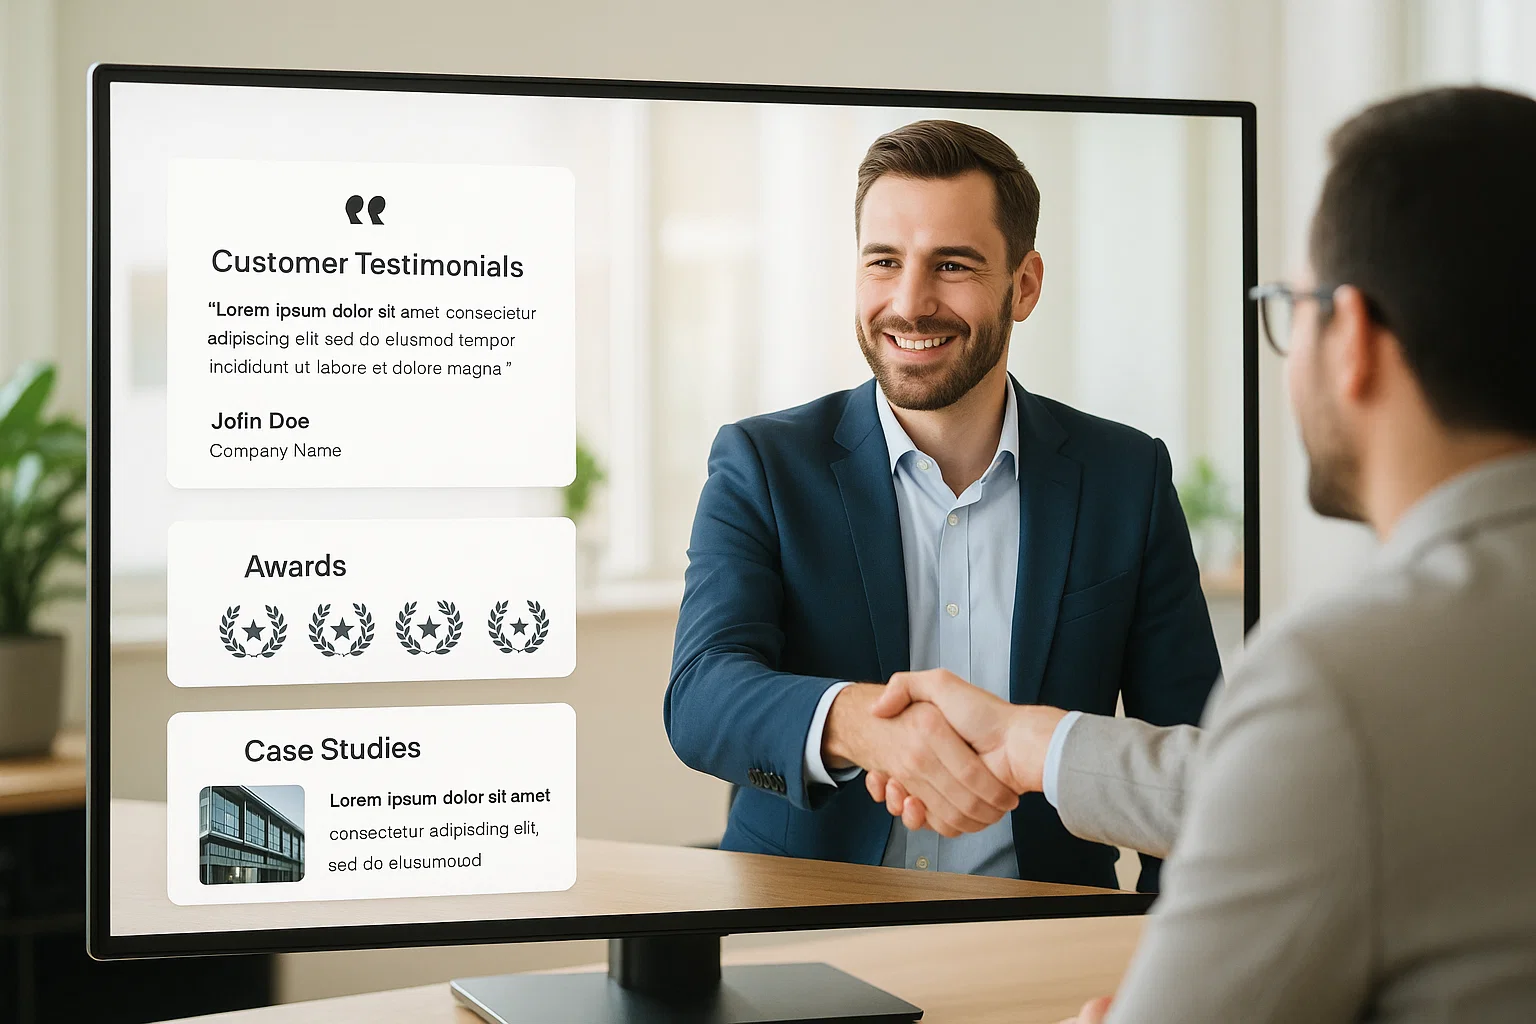 Customer Testimonials
“Lorem ipsum dolor sit amet consecietur
adipiscing elit sed do elusmod tempor
incididunt ut labore et dolore magna ”
Jofin Doe
Company Name
Awards
Case Studies
Lorem ipsum dolor sit amet
consectetur adipisding elit,
sed do elusumoud